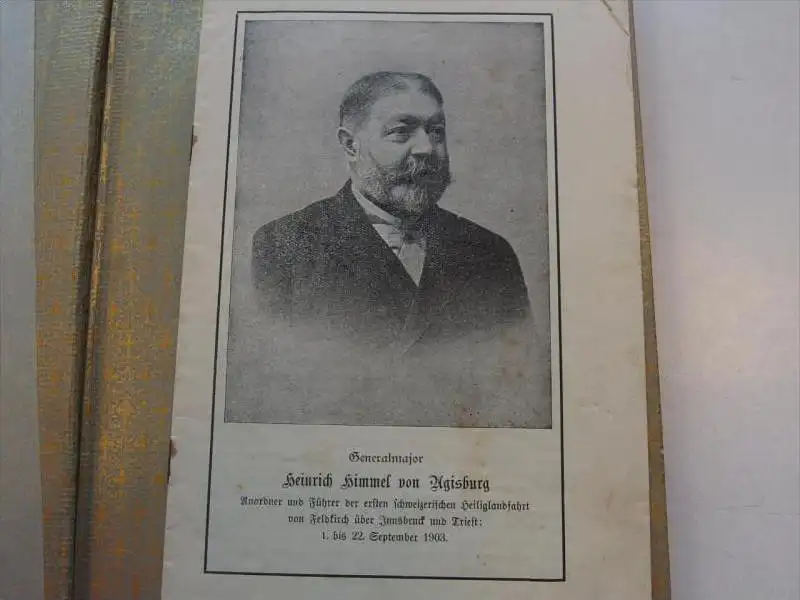 Generalmajor
Heinrich Himmel von Agisburg
Anordner und Führer der ersten schweizerischen Heiliglandfahrt
von Feldkirch über Innsbruck und Triest:
1. bis 22. September 1903.